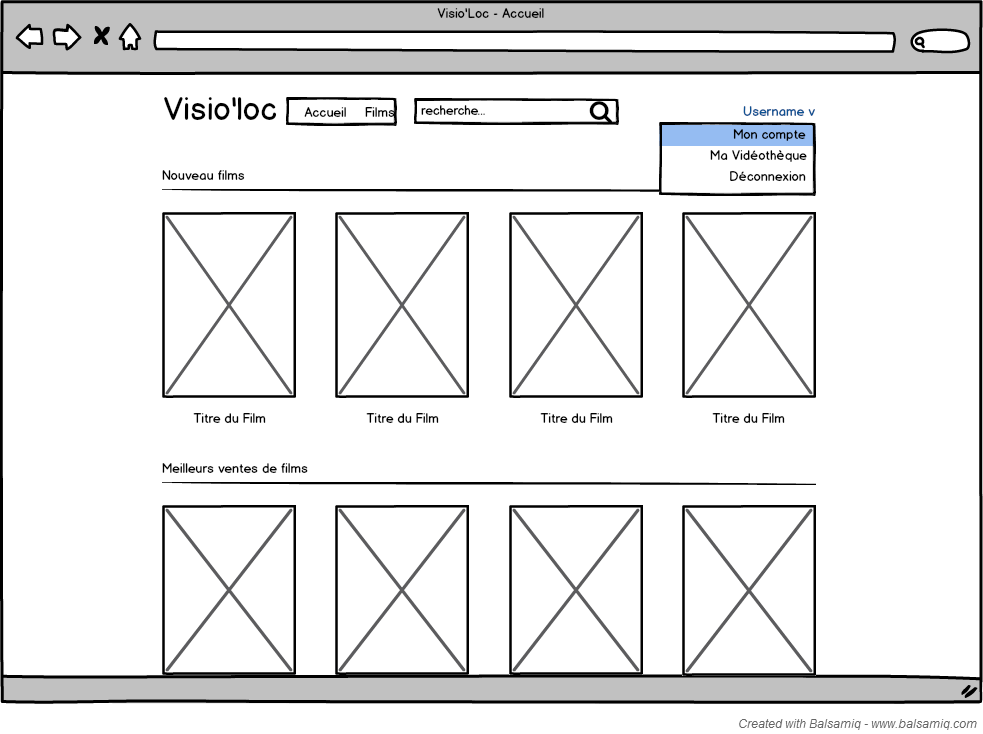 Visio'Loc - Accueil
Visio'loc
Accueil Films
recherche...
Username v
Mon compte
Ma Vidéothèque
Déconnexion
Nouveau films
Titre du Film
Titre du Film
Titre du Film
Titre du Film
Meilleurs ventes de films
Created with Balsamiq - www.balsamiq.com